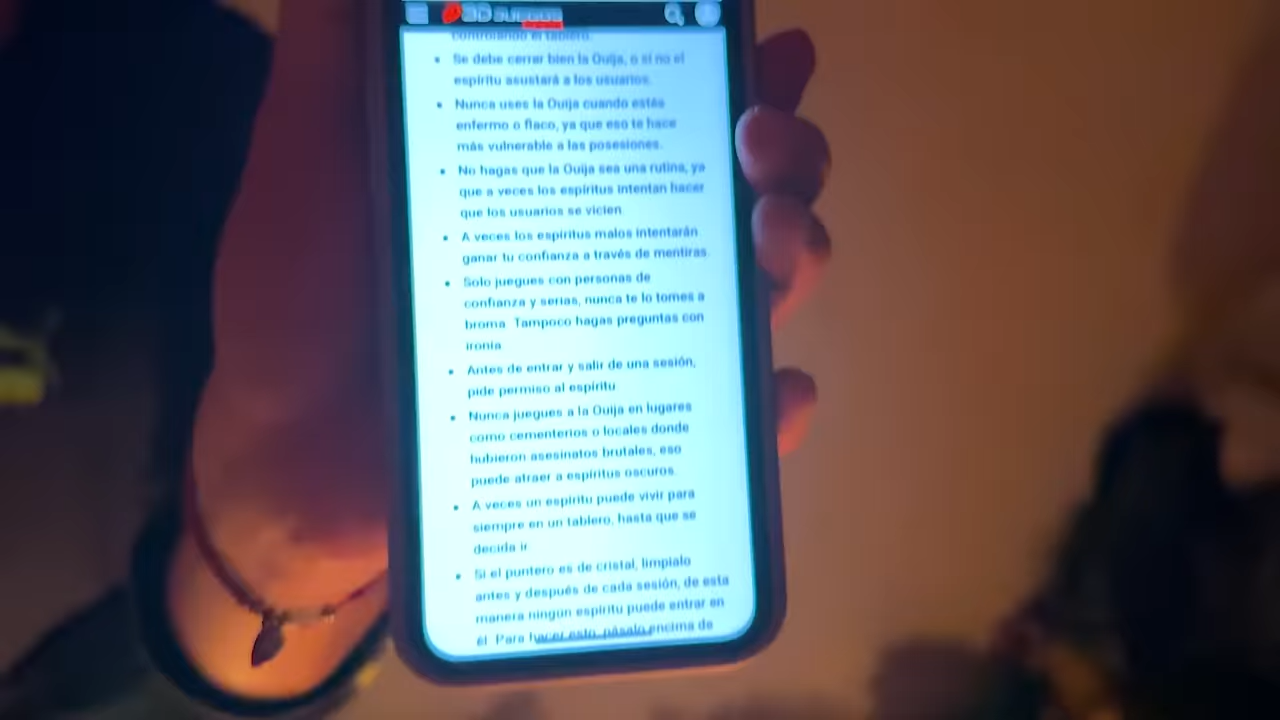 3DJUEGOS
controlando el tablero.
• Se debe cerrar bien la Ouija, o si no el
espíritu asustará a los usuarios.
• Nunca uses la Ouija cuando estés
enfermo o flaco, ya que eso te hace
más vulnerable a las posesiones.
• No hagas que la Ouija sea una rutina, ya
que a veces los espíritus intentan hacer
que los usuarios se vicien
• A veces los espíritus malos intentarán
ganar tu confianza a través de mentiras.
• Solo juegues con personas de
confianza y serias, nunca te lo tomes a
broma. Tampoco hagas preguntas con
ironía
• Antes de entrar y salir de una sesión,
pide permiso al espíritu
• Nunca juegues a la Ouija en lugares
como cementerios o locales donde
hubieron asesinatos brutales, eso
puede atraer a espíritus oscuros.
• A veces un espíritu puede vivir para
siempre en un tablero, hasta que se
decida ir
• Si el puntero es de cristal, limpialo
antes y después de cada sesión, de esta
manera ningún espíritu puede entrar en
él. Para hacer esto, pásalo encima de